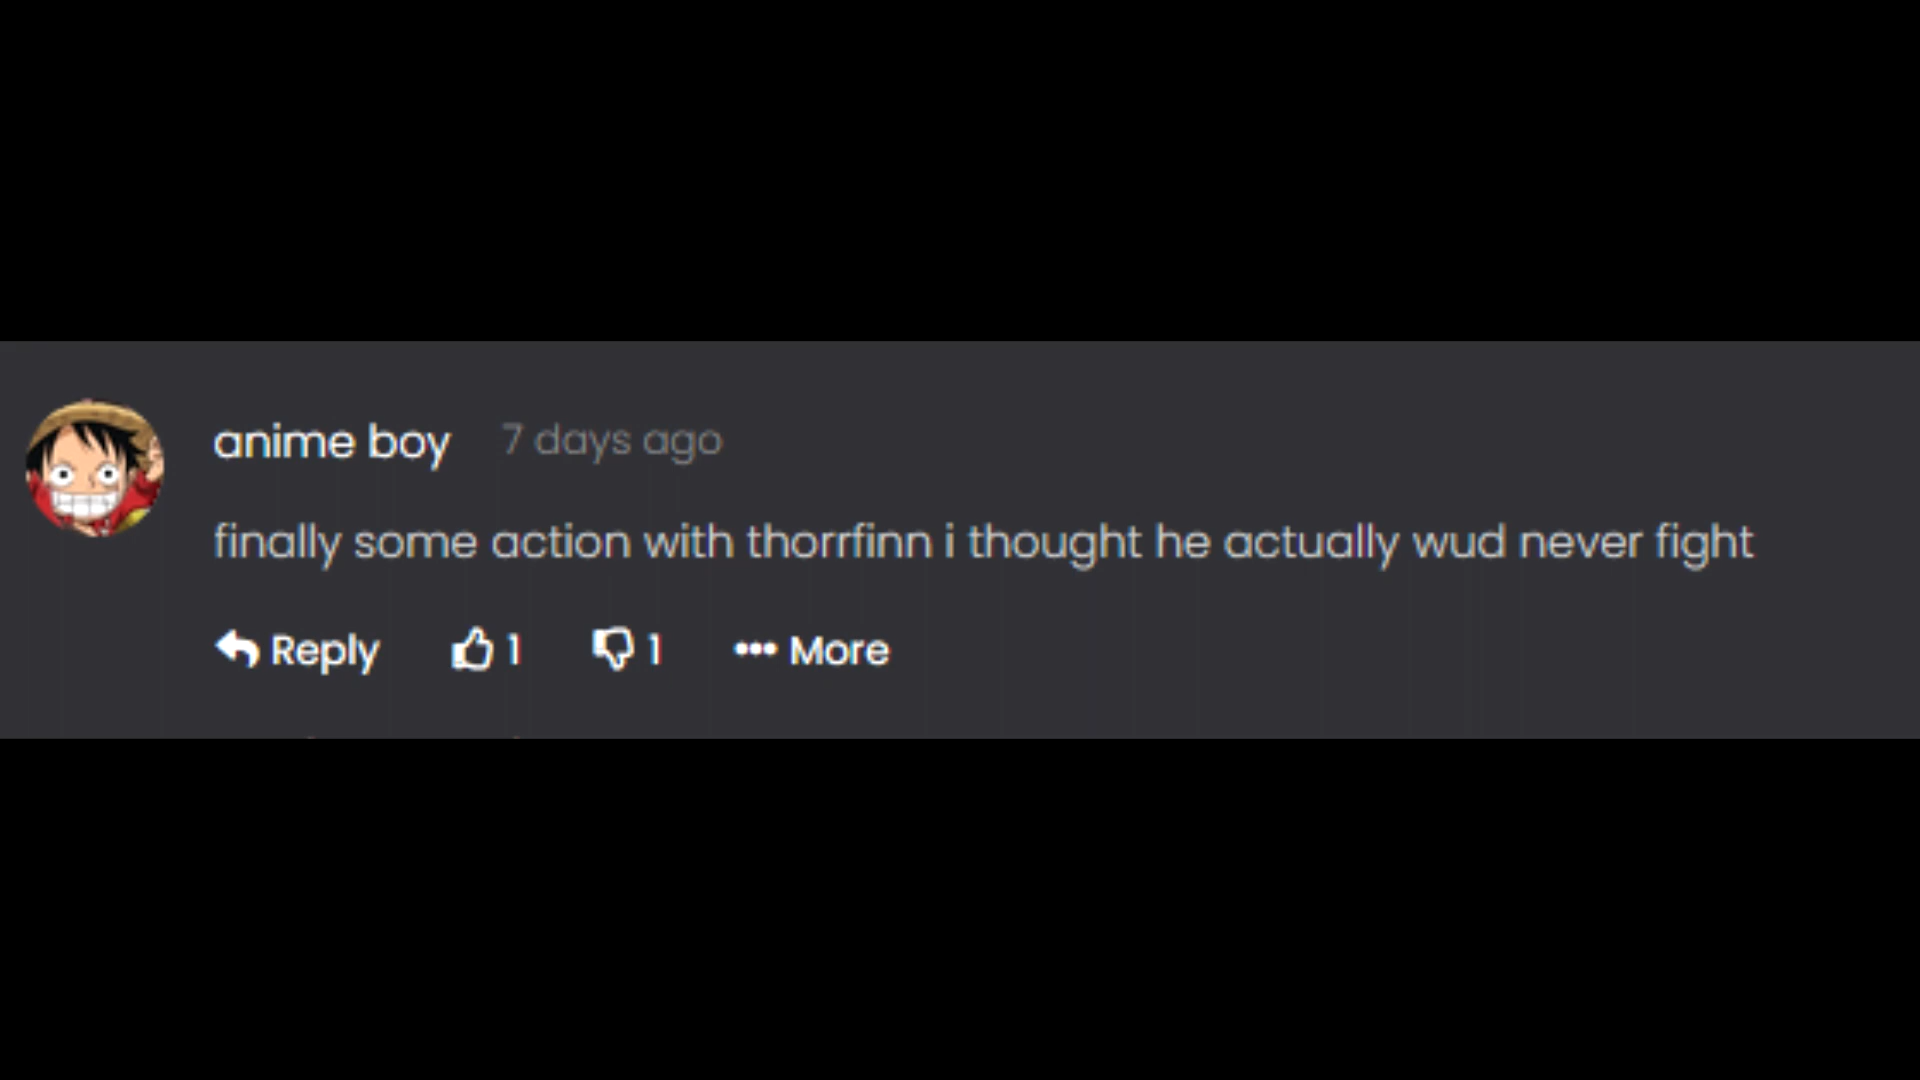 anime boy 7 days ago
finally some action with thorrfinn i thought he actually wud never fight
Reply 1 1 ••• More